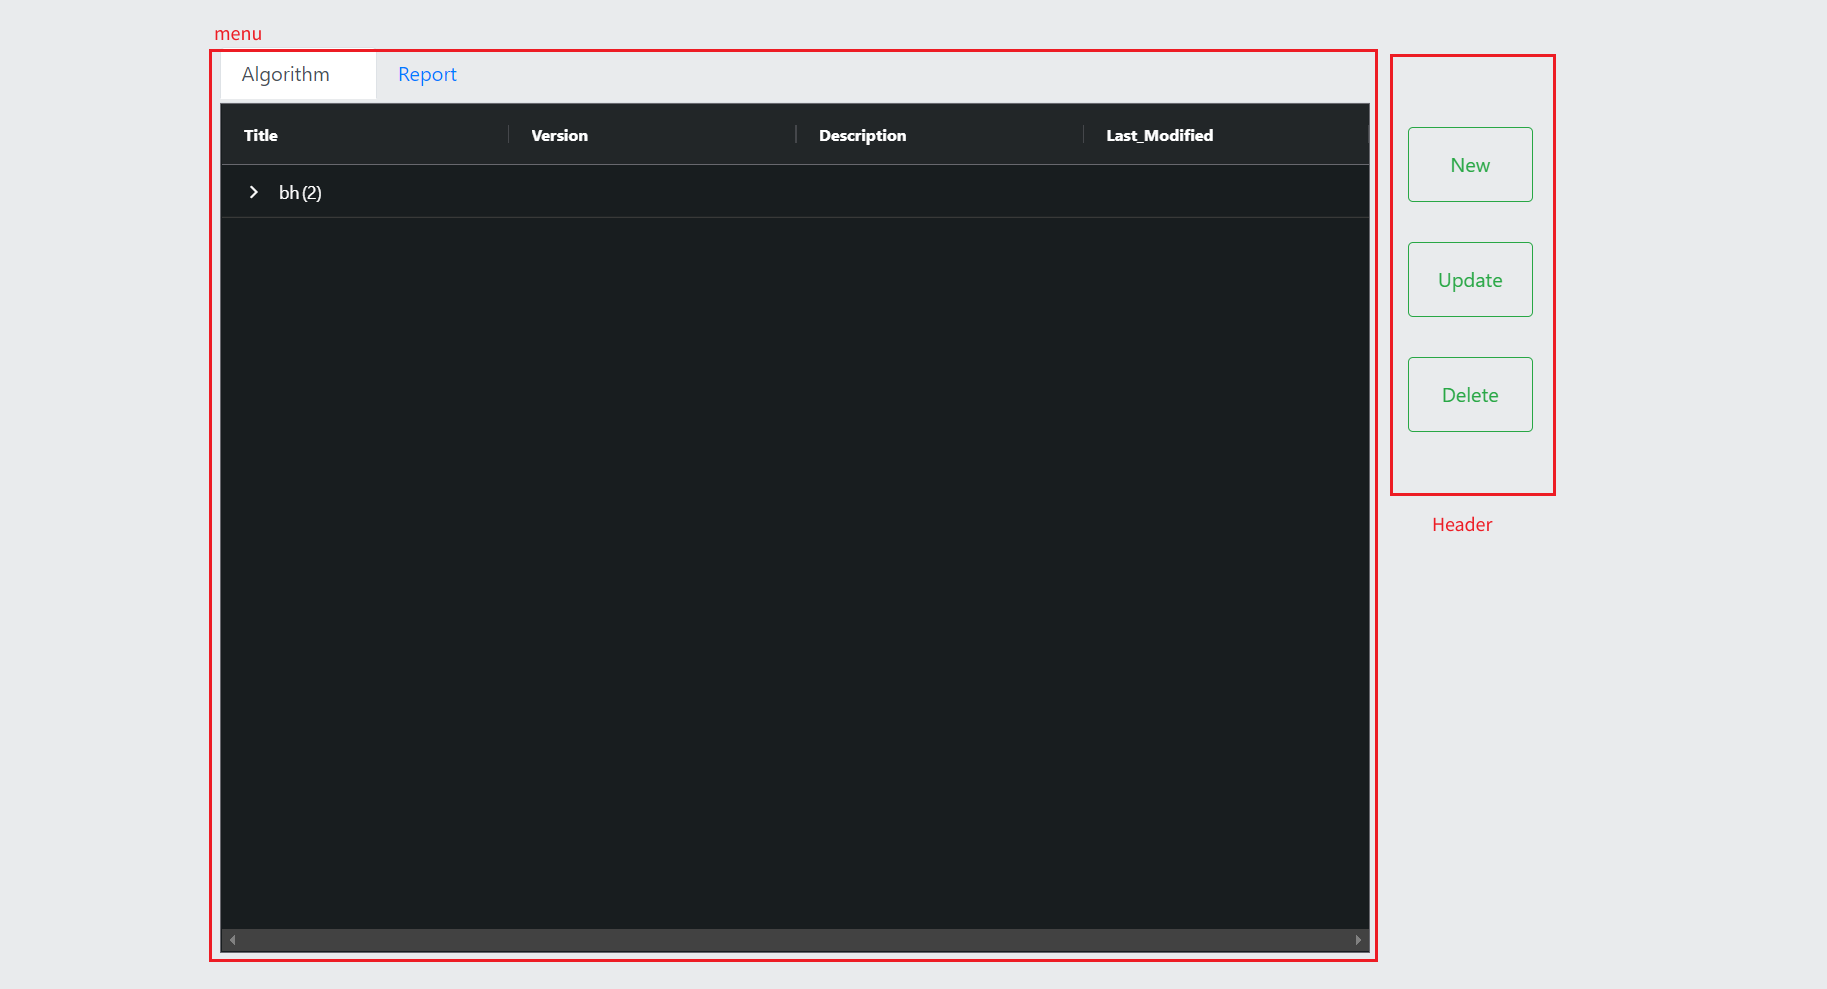 menu
Algorithm Report
Title Version Description Last_Modified
bh (2)
New
Update
Delete
Header